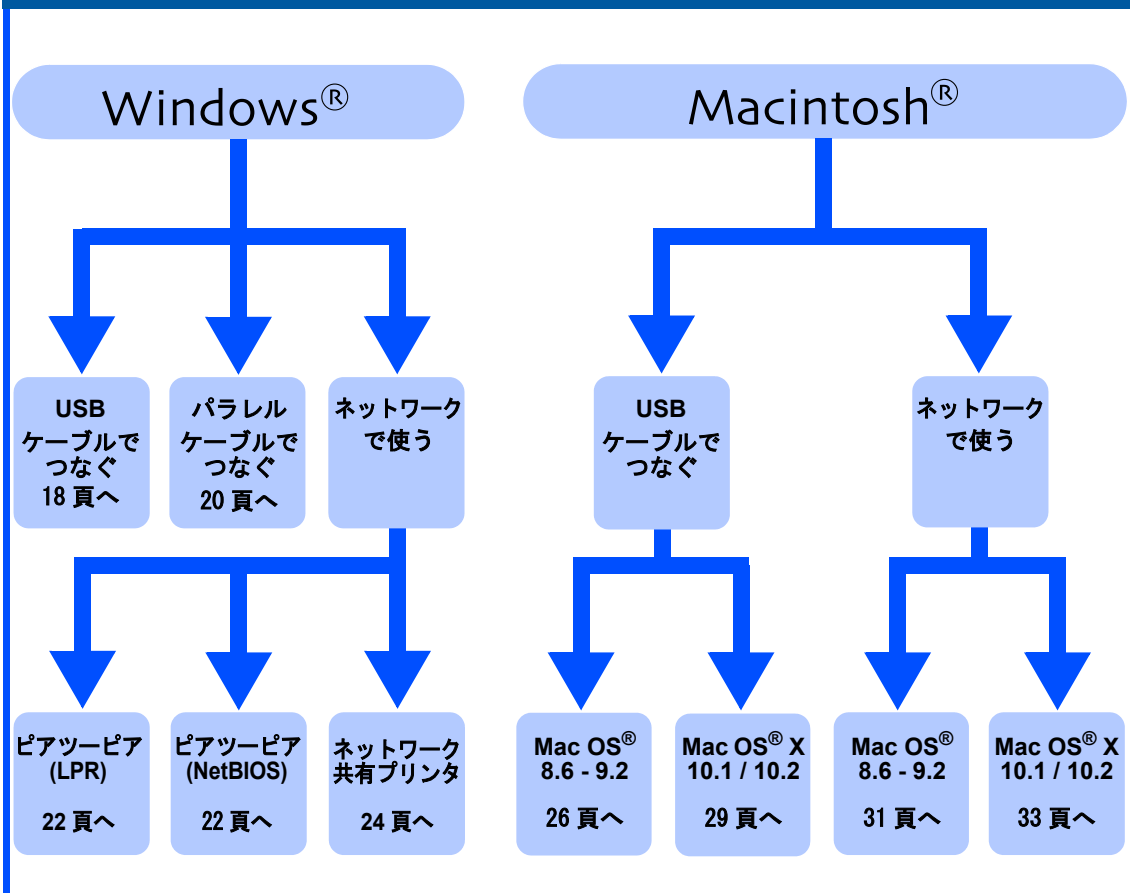 Windows®
Macintosh®
USB
ケーブルで
つなぐ
18 頁へ
パラレル
ケーブルで
つなぐ
20 頁へ
ネットワーク
で使う
USB
ケーブルで
つなぐ
ネットワーク
で使う
ピアツーピア
(LPR)
22 頁へ
ピアツーピア
(NetBIOS)
22 頁へ
ネットワーク
共有プリンタ
24 頁へ
Mac OS®
8.6 - 9.2
26 頁へ
Mac OS® X
10.1 / 10.2
29 頁へ
Mac OS®
8.6 - 9.2
31 頁へ
Mac OS® X
10.1 / 10.2
33 頁へ